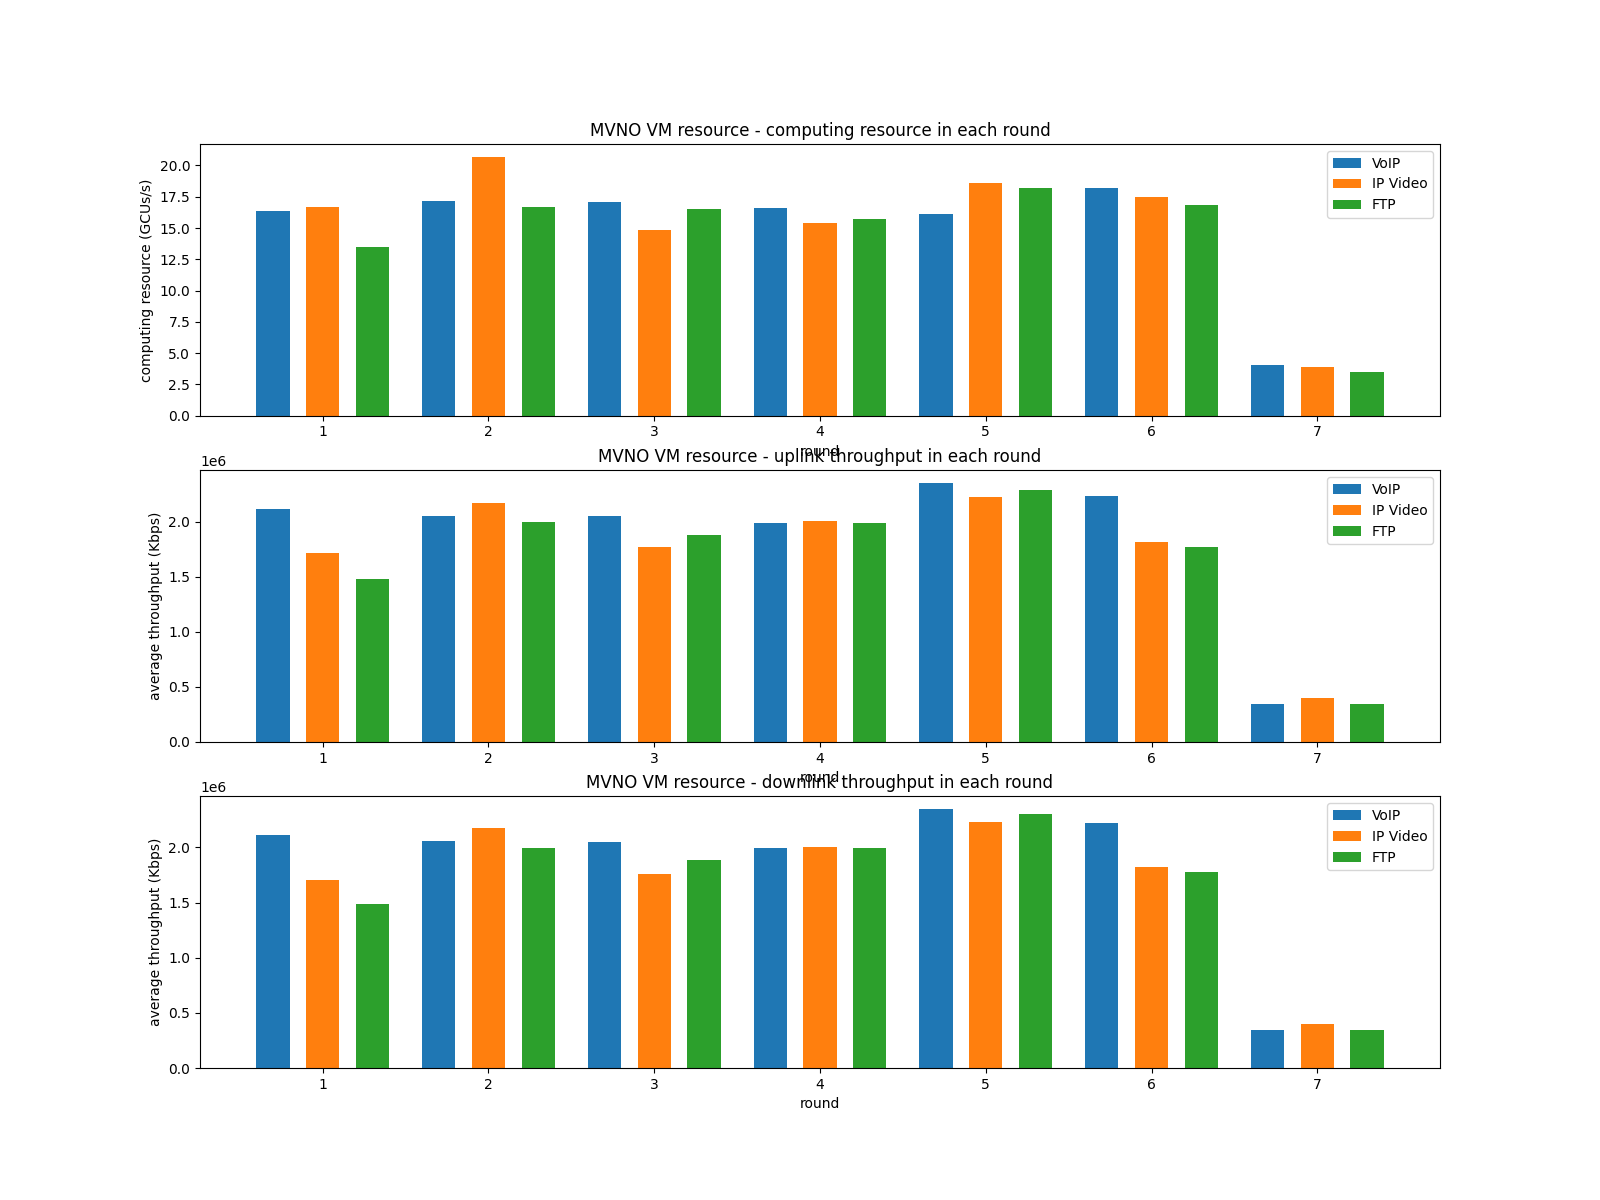 MVNO VM resource - computing resource in each round
computing resource (GCUs/s)
20.0
17.5
15.0
12.5
10.0
7.5
5.0
2.5
0.0
VoIP
IP Video
FTP
1 2 3 4 5 6 7
round
MVNO VM resource - uplink throughput in each round
1e6
average throughput (Kbps)
2.0
1.5
1.0
0.5
0.0
VoIP
IP Video
FTP
1 2 3 4 5 6 7
round
MVNO VM resource - downlink throughput in each round
1e6
average throughput (Kbps)
2.0
1.5
1.0
0.5
0.0
VoIP
IP Video
FTP
1 2 3 4 5 6 7
round